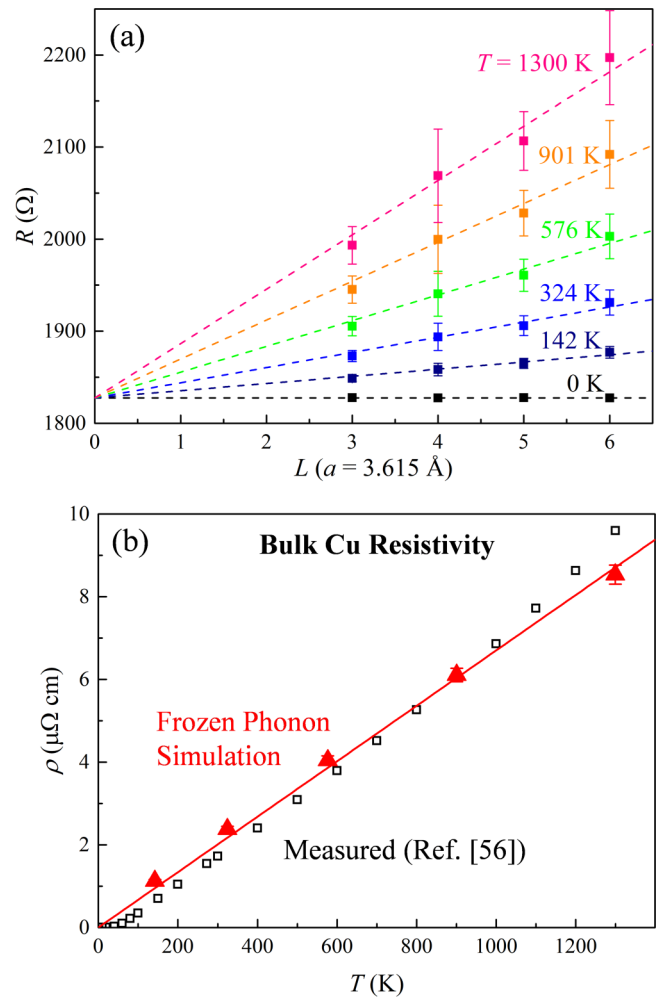 (a)
2200
2100
2000
1900
1800
R (Ω)
T = 1300 K
901 K
576 K
324 K
142 K
0 K
0 1 2 3 4 5 6
L (a = 3.615 Å)
(b)
Bulk Cu Resistivity
10
8
6
4
2
0
ρ (μΩ cm)
Frozen Phonon
Simulation
Measured (Ref. [56])
200 400 600 800 1000 1200
T (K)